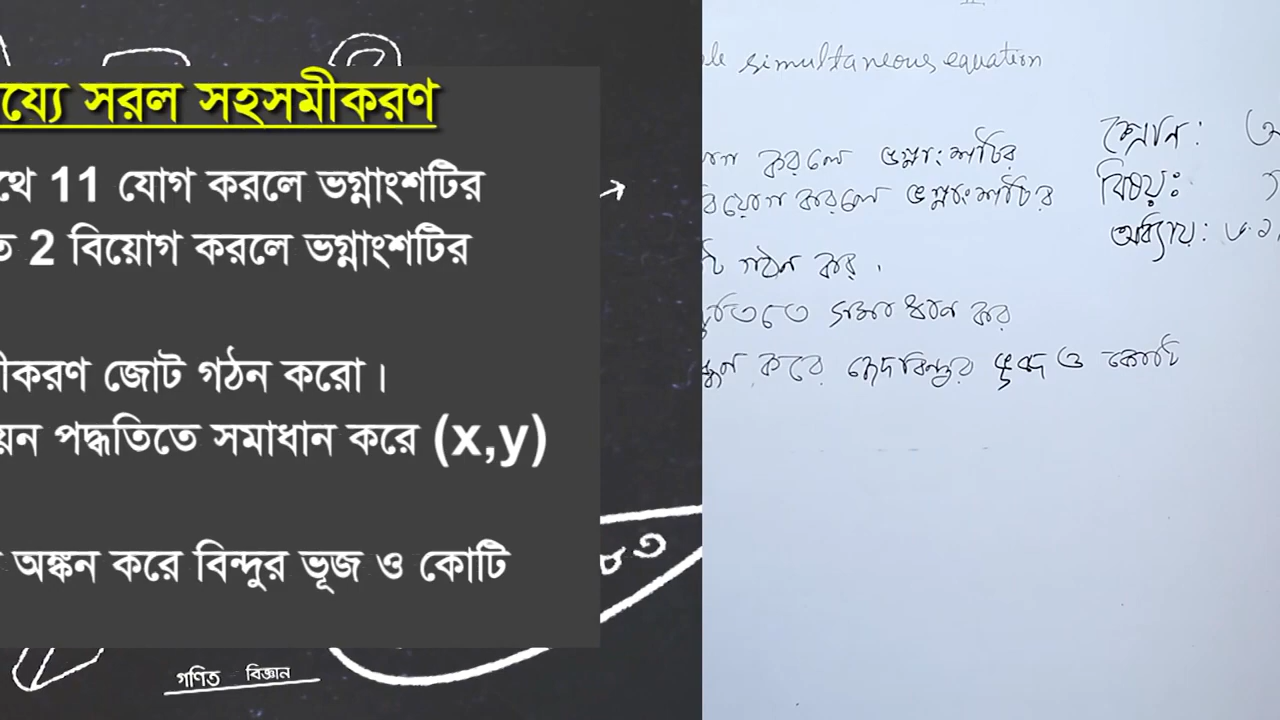 য্যে সরল সহসমীকরণ
থে 11 যোগ করলে ভগ্নাংশটির
ত 2 বিয়োগ করলে ভগ্নাংশটির
ীকরণ জোট গঠন করো।
য়ন পদ্ধতিতে সমাধান করে (x,y)
অঙ্কন করে বিন্দুর ভূজ ও কোটি
গণিত বিজ্ঞান
simultaneous equation
করলে ভগ্নাংশটির
বিয়োগ করলে ভগ্নাংশটির
টি গঠন কর।
তিতে সমাধান কর
করে ছেদবিন্দুর ভূজ ও কোটি
বিষয়:
অধ্যায়: